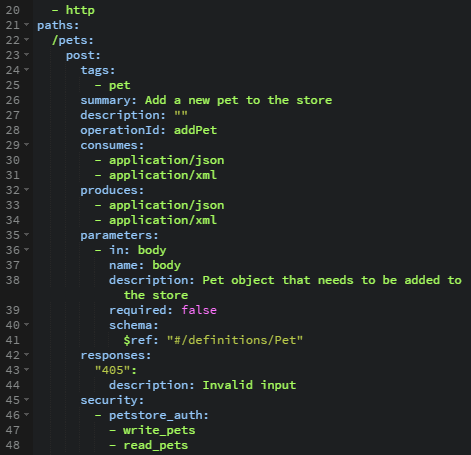 20 - http
21 paths:
22 /pets:
23 post:
24 tags:
25 - pet
26 summary: Add a new pet to the store
27 description: ""
28 operationId: addPet
29 consumes:
30 - application/json
31 - application/xml
32 produces:
33 - application/json
34 - application/xml
35 parameters:
36 - in: body
37 name: body
38 description: Pet object that needs to be added to
the store
39 required: false
40 schema:
41 $ref: "#/definitions/Pet"
42 responses:
43 "405":
44 description: Invalid input
45 security:
46 - petstore_auth:
47 - write_pets
48 - read_pets